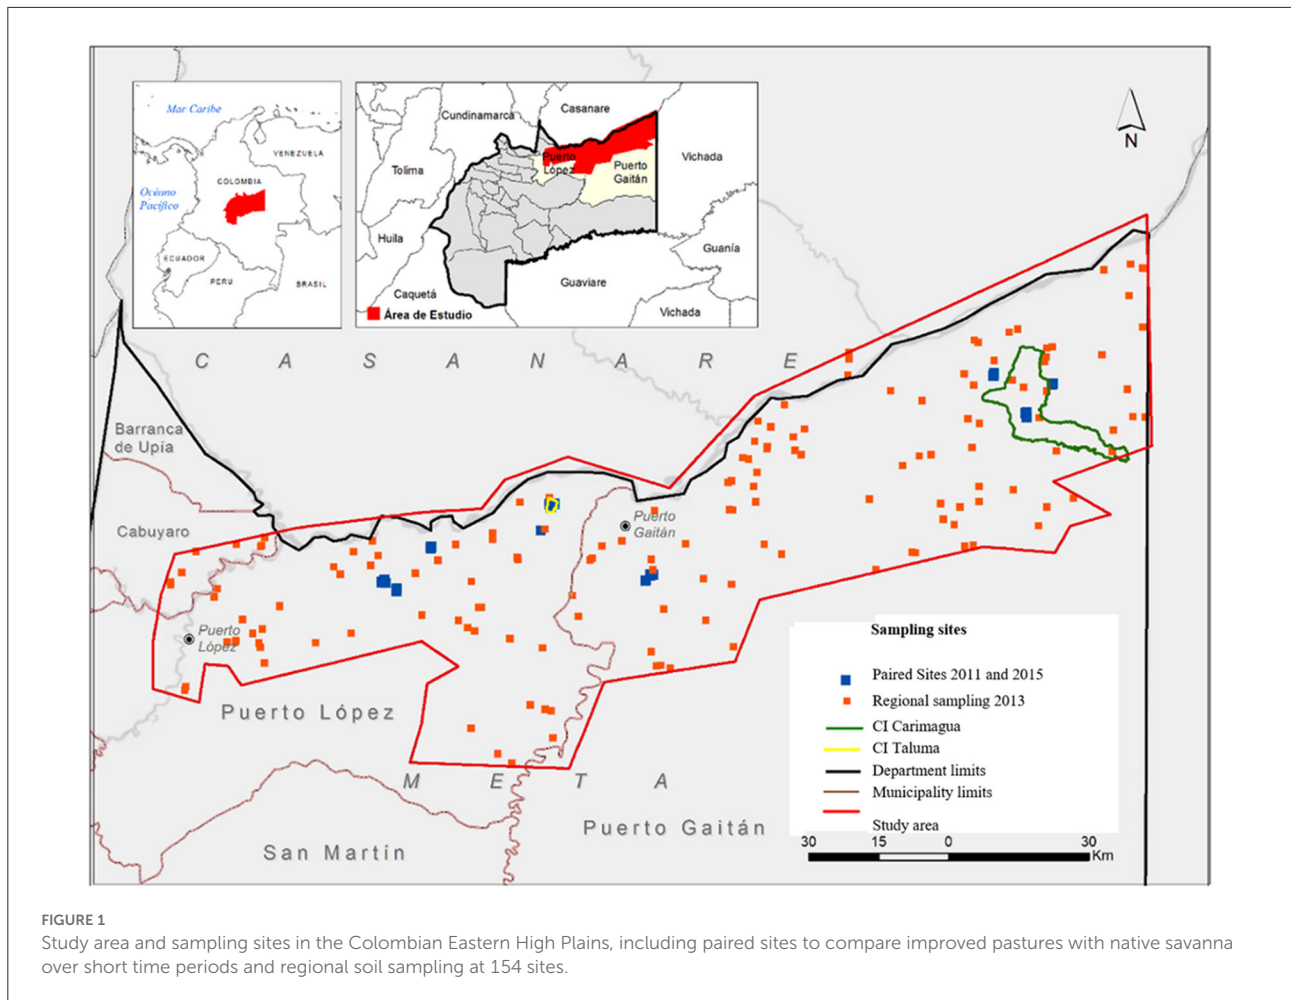 Mar Caribe
VENEZUELA
COLOMBIA
Océano
Pacífico
ECUADOR
PERU
BRASIL
Cundinamarca
Casanare
Tolima
Puerto
López
Puerto
Gaitán
Vichada
Huila
Guanía
Caquetá
Guaviare
Vichada
Área de Estudio
N
C A S A N A R E
Barranca
de Upía
Cabuyaro
Puerto
Gaitán
Puerto
López
Puerto López
M E T A
Puerto Gaitán
San Martín
Sampling sites
Paired Sites 2011 and 2015
Regional sampling 2013
CI Carimagua
CI Taluma
Department limits
Municipality limits
Study area
30 15 0 30
Km
FIGURE 1
Study area and sampling sites in the Colombian Eastern High Plains, including paired sites to compare improved pastures with native savanna
over short time periods and regional soil sampling at 154 sites.